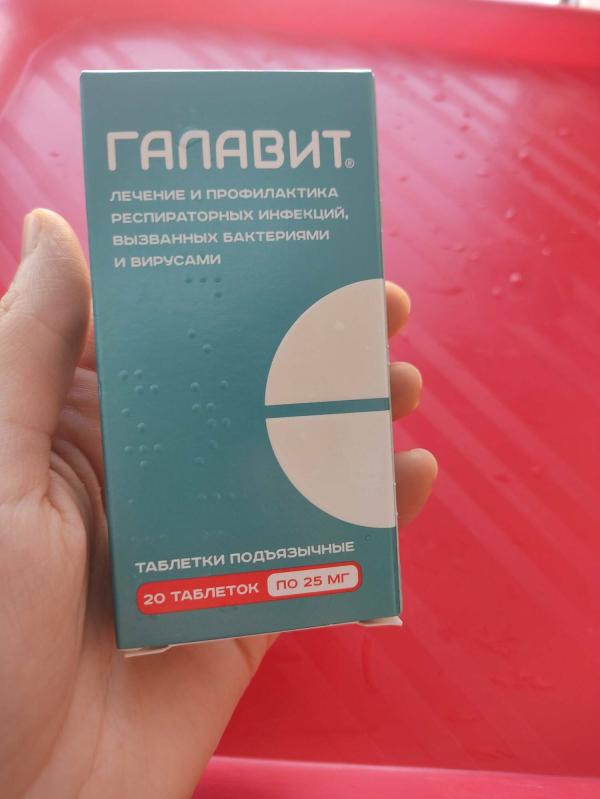 ГАЛАВИТ®
ЛЕЧЕНИЕ И ПРОФИЛАКТИКА
РЕСПИРАТОРНЫХ ИНФЕКЦИЙ,
ВЫЗВАННЫХ БАКТЕРИЯМИ
И ВИРУСАМИ
ТАБЛЕТКИ ПОДЪЯЗЫЧНЫЕ
20 ТАБЛЕТОК ПО 25 МГ